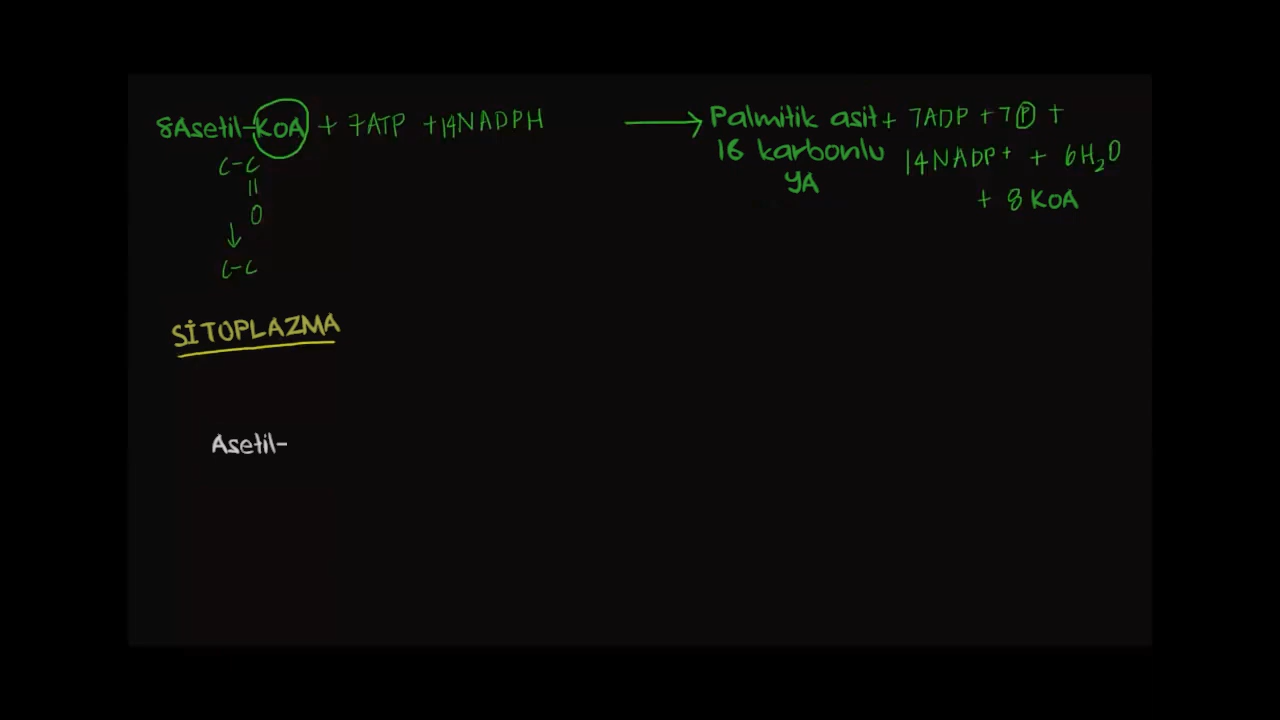 8Asetil-KoA + 7ATP +14NADPH → Palmitik asit + 7ADP + 7P +
16 karbonlu 14NADP+ + 6H₂O
YA + 8 KoA
C-C
||
O
↓
C-C
SİTOPLAZMA
Asetil-